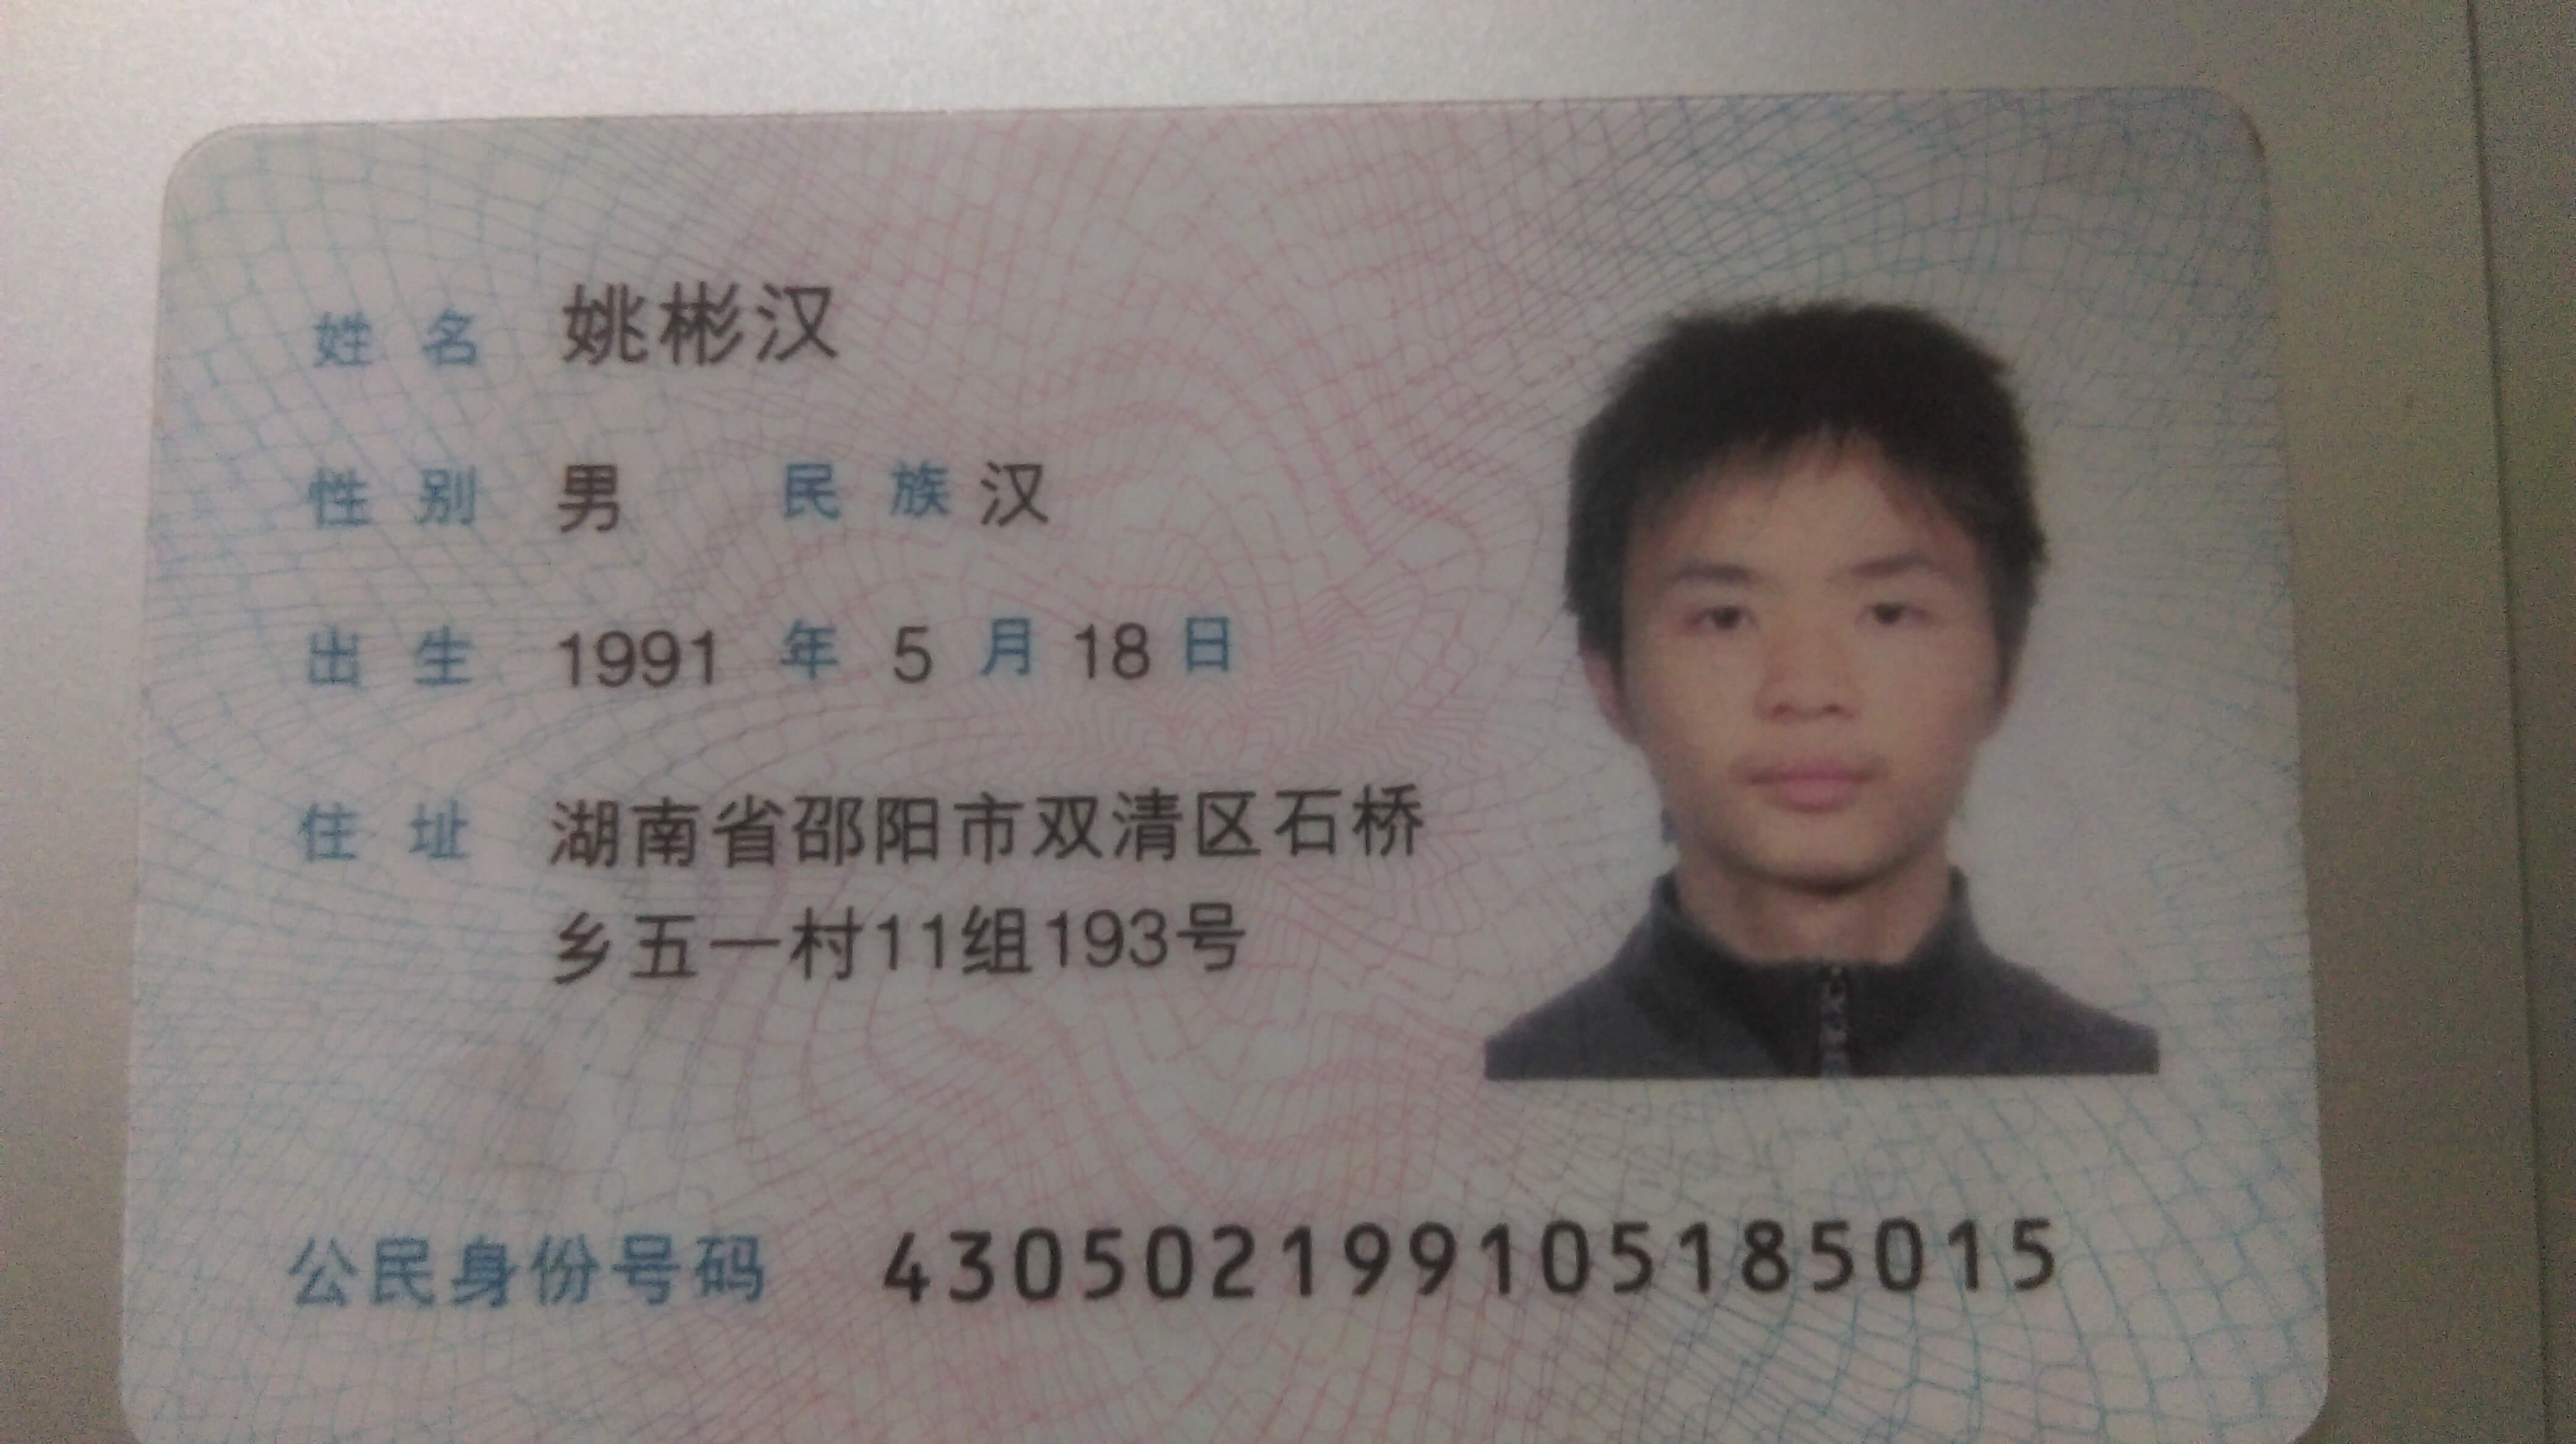 姓名 姚彬汉
性别 男 民族 汉
出生 1991 年 5 月 18 日
住址 湖南省邵阳市双清区石桥
乡五一村11组193号
公民身份号码 430502199105185015